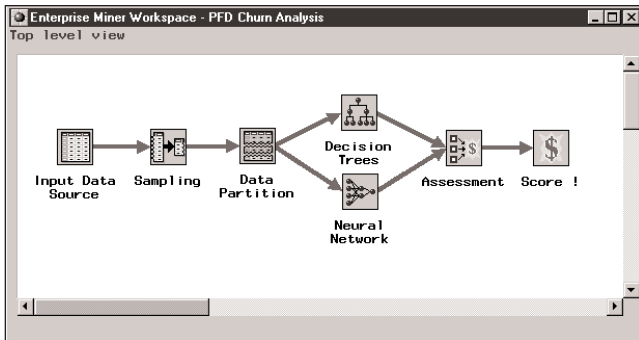 Enterprise Miner Workspace - PFD Churn Analysis
Top level view
Input Data
Source
Sampling
Data
Partition
Decision
Trees
Neural
Network
Assessment
Score !